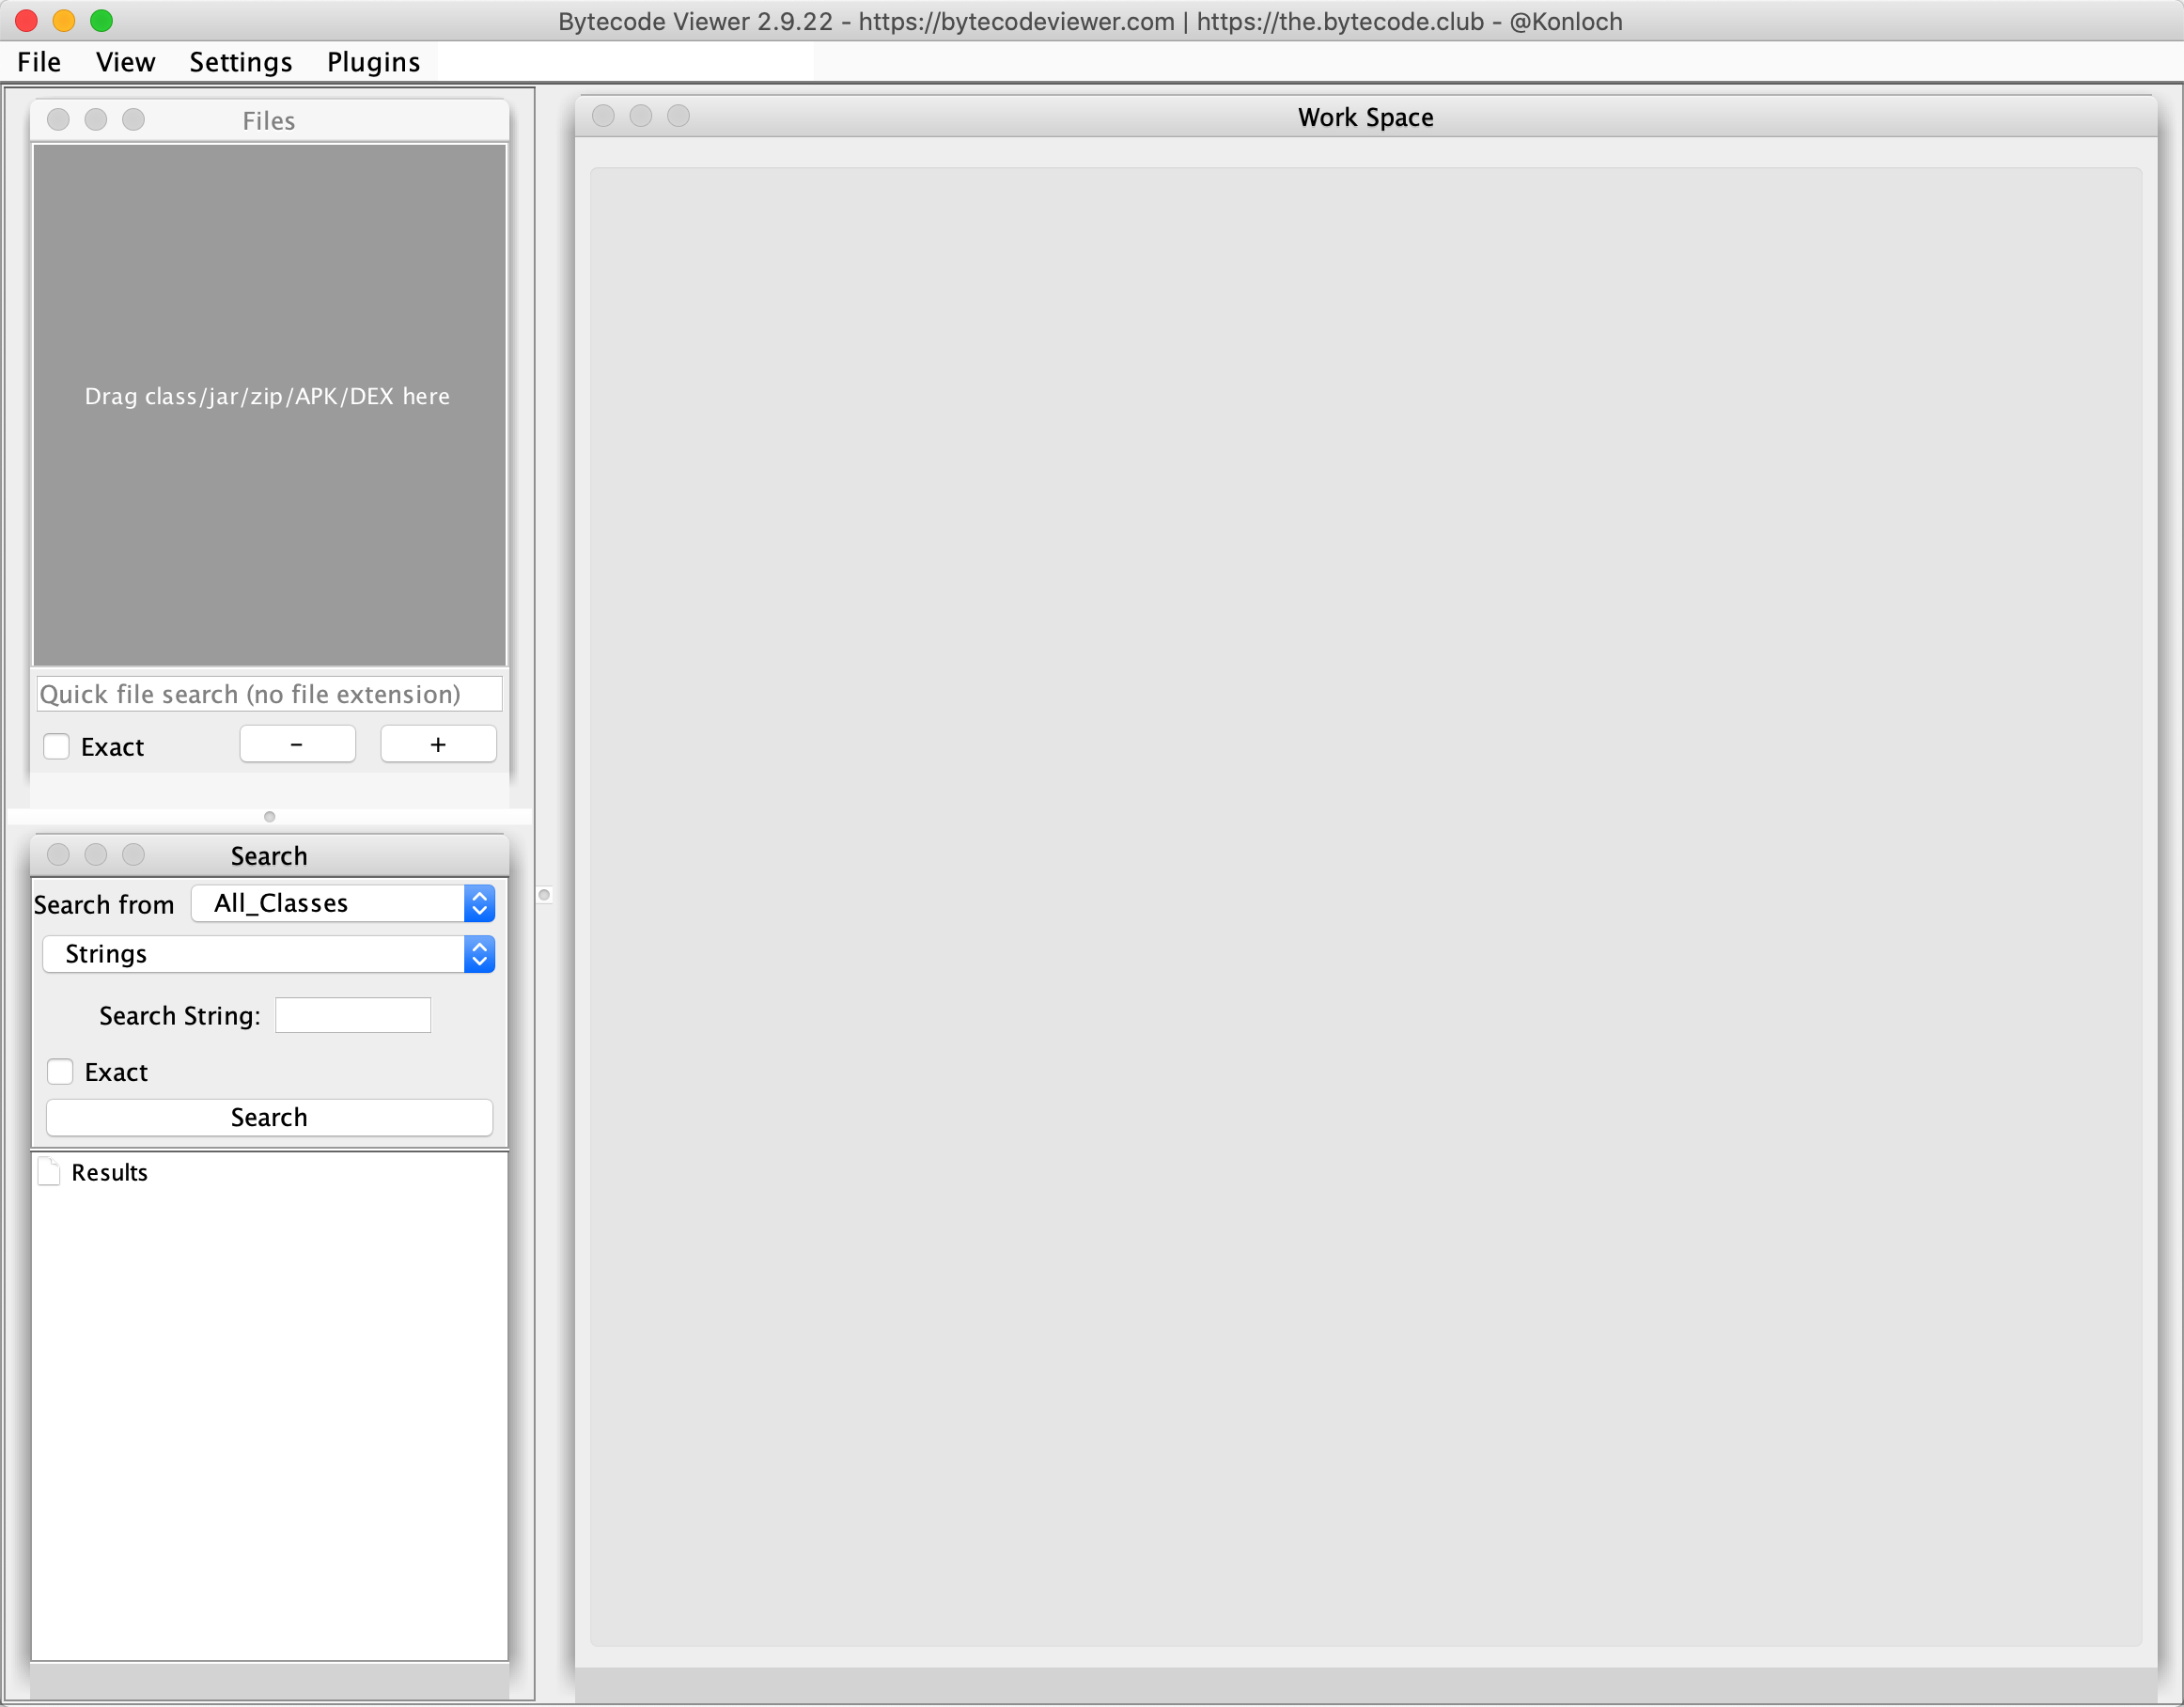 Bytecode Viewer 2.9.22 - https://bytecodeviewer.com | https://the.bytecode.club - @Konloch
File View Settings Plugins
Files
Drag class/jar/zip/APK/DEX here
Quick file search (no file extension)
Exact - +
Search
Search from All_Classes
Strings
Search String:
Exact
Search
Results
Work Space